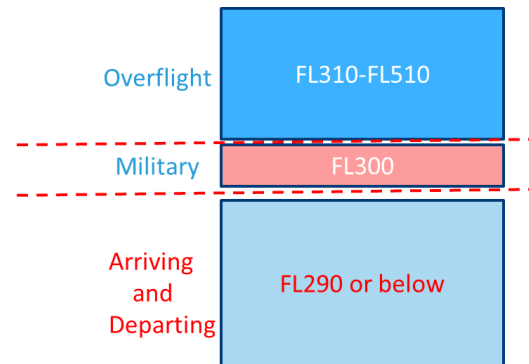 Overflight
FL310-FL510
Military
FL300
Arriving
and
Departing
FL290 or below